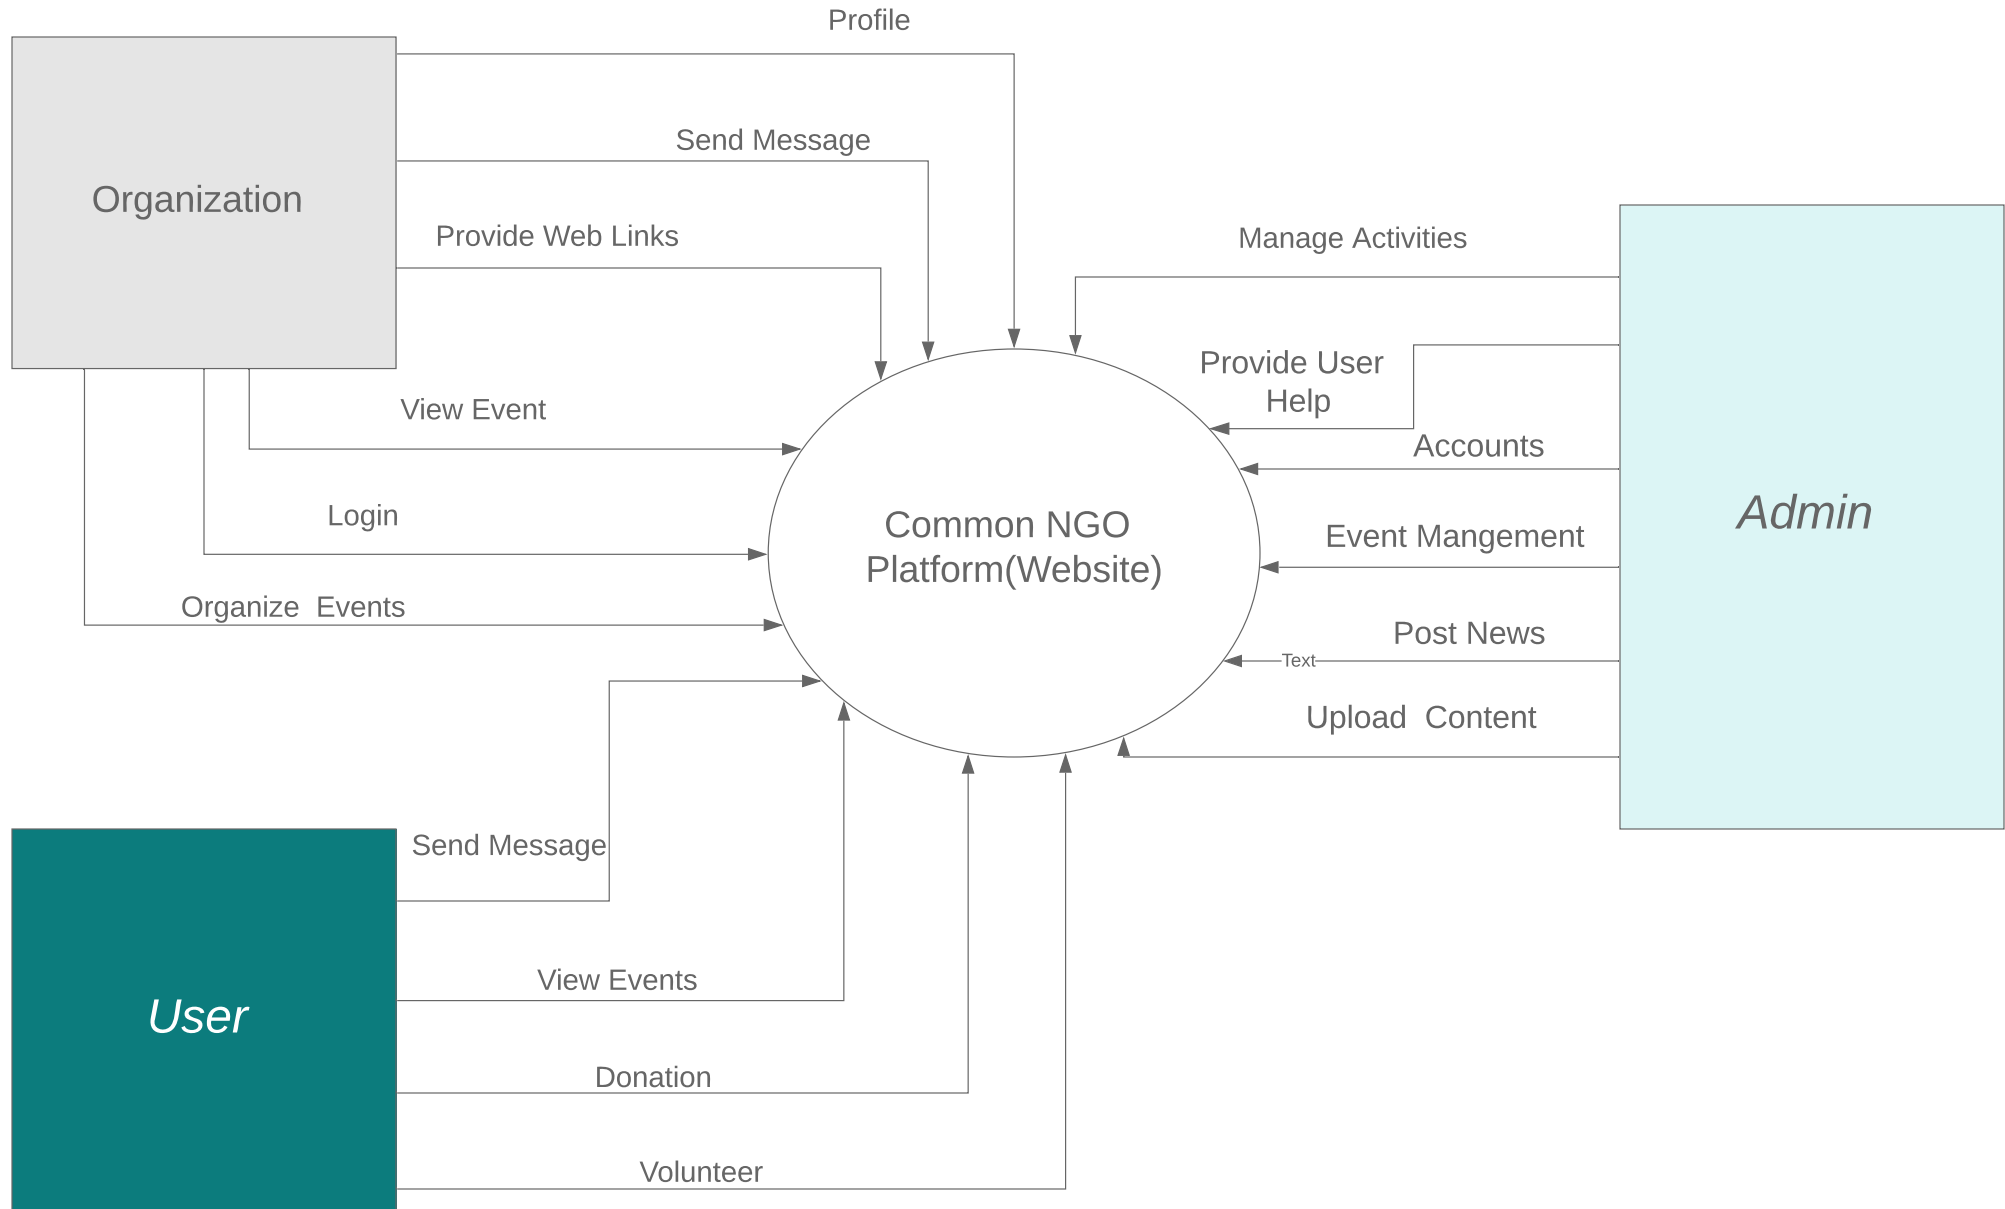 Profile
Send Message
Organization
Provide Web Links
Manage Activities
Provide User
Help
View Event
Accounts
Login
Common NGO
Platform(Website)
Admin
Event Mangement
Organize  Events
Post News
Text
Upload  Content
Send Message
View Events
User
Donation
Volunteer